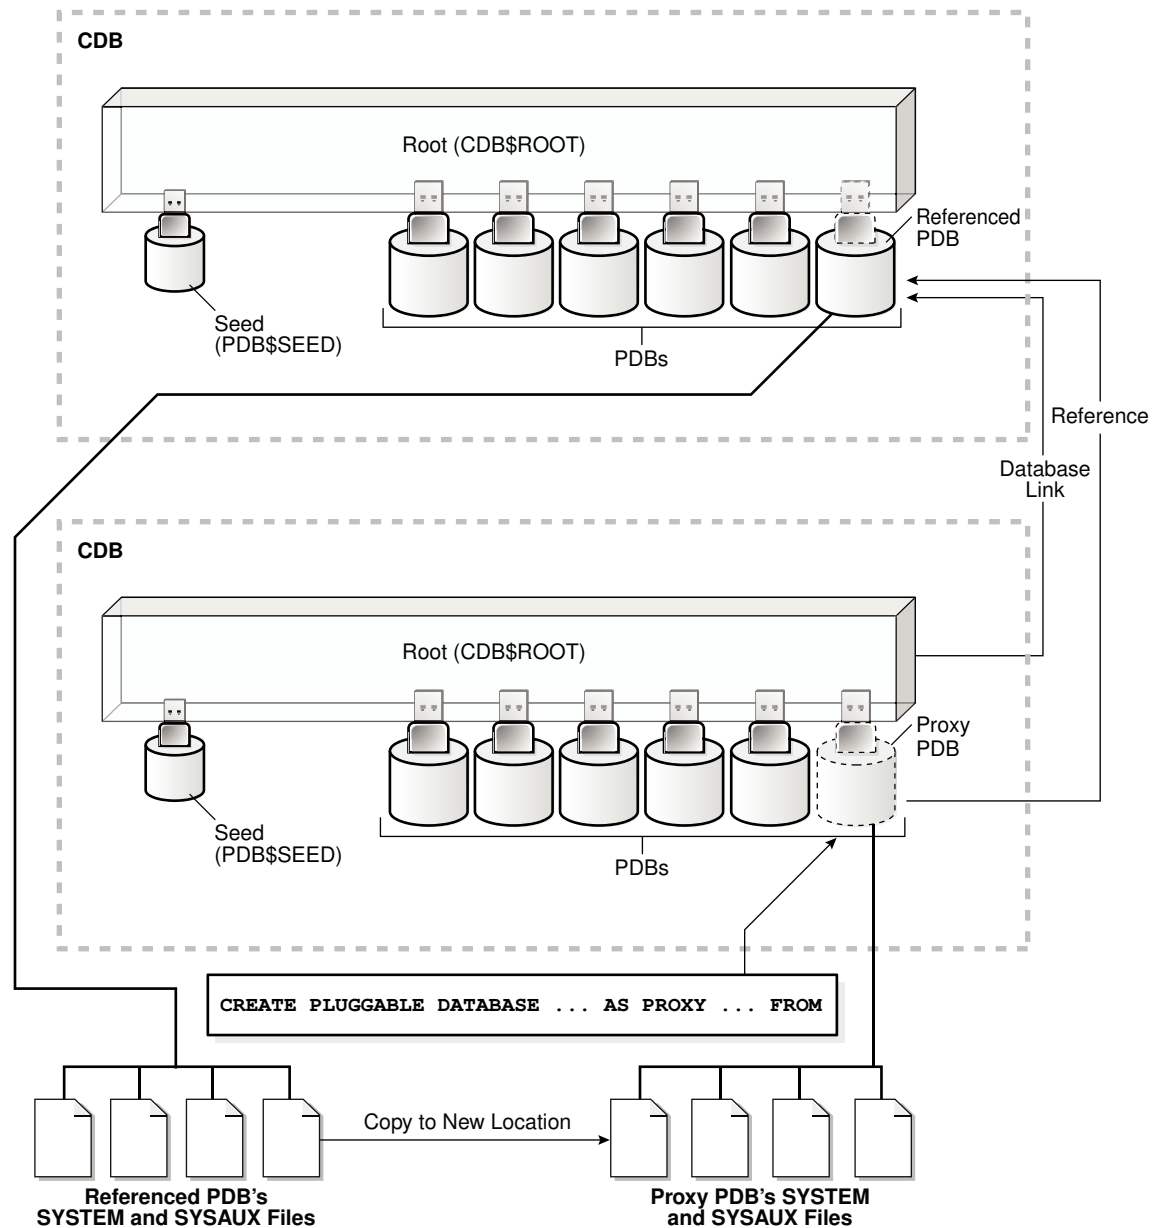 CDB
Root (CDB$ROOT)
Referenced
PDB
Seed
(PDB$SEED)
PDBs
Reference
Database
Link
CDB
Root (CDB$ROOT)
Proxy
PDB
Seed
(PDB$SEED)
PDBs
CREATE PLUGGABLE DATABASE ... AS PROXY ... FROM
Copy to New Location
Referenced PDB's
SYSTEM and SYSAUX Files
Proxy PDB's SYSTEM
and SYSAUX Files